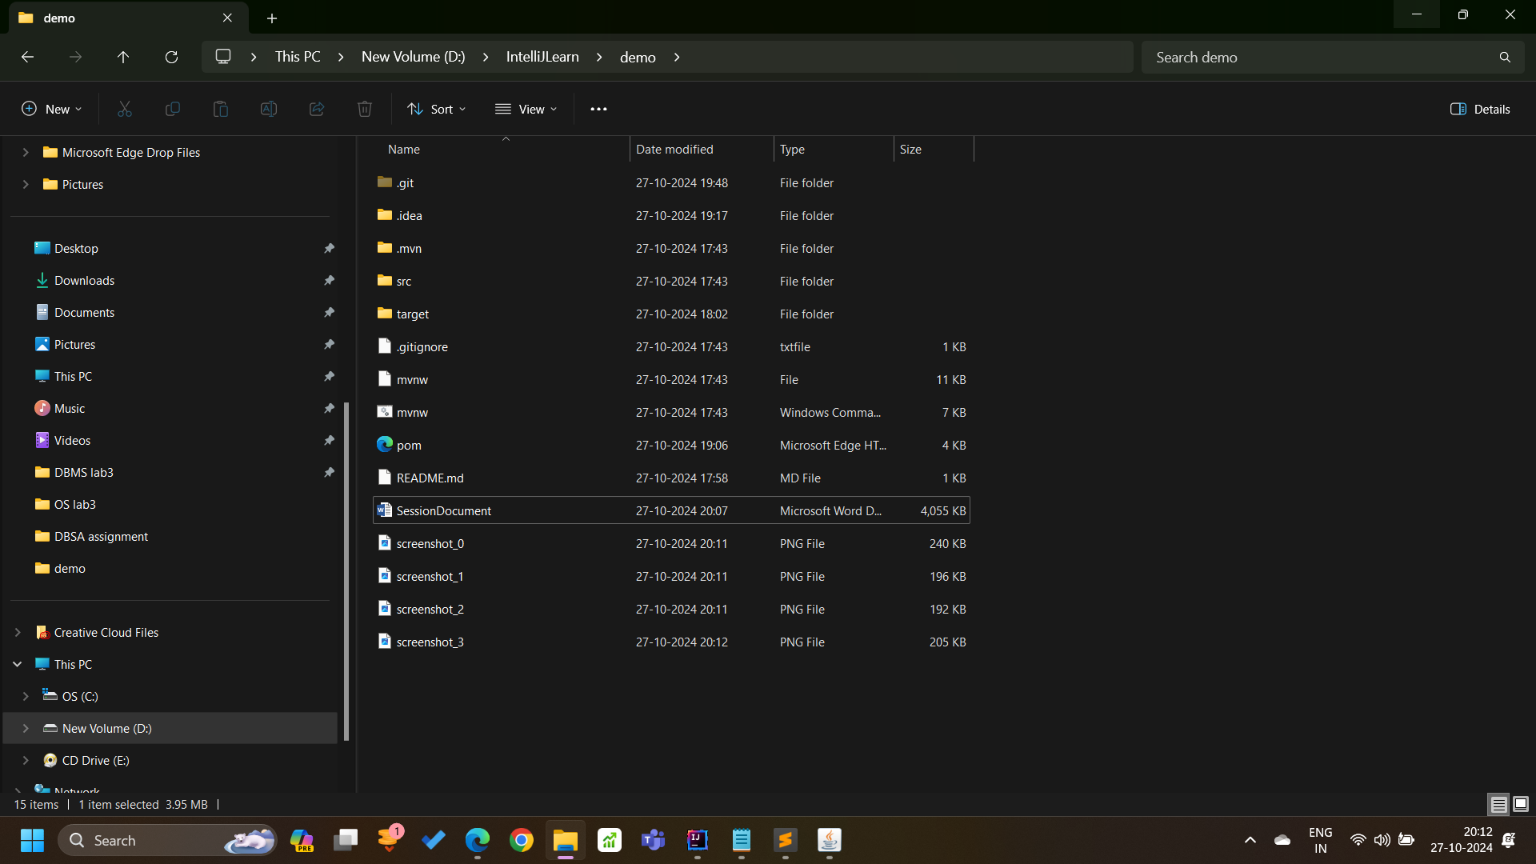 demo
This PC
New Volume (D:)
IntelliJLearn
demo
Search demo
New
Sort
View
Details
Microsoft Edge Drop Files
Pictures
Desktop
Downloads
Documents
Pictures
This PC
Music
Videos
DBMS lab3
OS lab3
DBSA assignment
demo
Creative Cloud Files
This PC
OS (C:)
New Volume (D:)
CD Drive (E:)
Network
Name Date modified Type Size
.git 27-10-2024 19:48 File folder
.idea 27-10-2024 19:17 File folder
.mvn 27-10-2024 17:43 File folder
src 27-10-2024 17:43 File folder
target 27-10-2024 18:02 File folder
.gitignore 27-10-2024 17:43 txtfile 1 KB
mvnw 27-10-2024 17:43 File 11 KB
mvnw 27-10-2024 17:43 Windows Comma... 7 KB
pom 27-10-2024 19:06 Microsoft Edge HT... 4 KB
README.md 27-10-2024 17:58 MD File 1 KB
SessionDocument 27-10-2024 20:07 Microsoft Word D... 4,055 KB
screenshot_0 27-10-2024 20:11 PNG File 240 KB
screenshot_1 27-10-2024 20:11 PNG File 196 KB
screenshot_2 27-10-2024 20:11 PNG File 192 KB
screenshot_3 27-10-2024 20:12 PNG File 205 KB
15 items | 1 item selected 3.95 MB |
Search
PRE
1
IJ
ENG
IN
20:12
27-10-2024